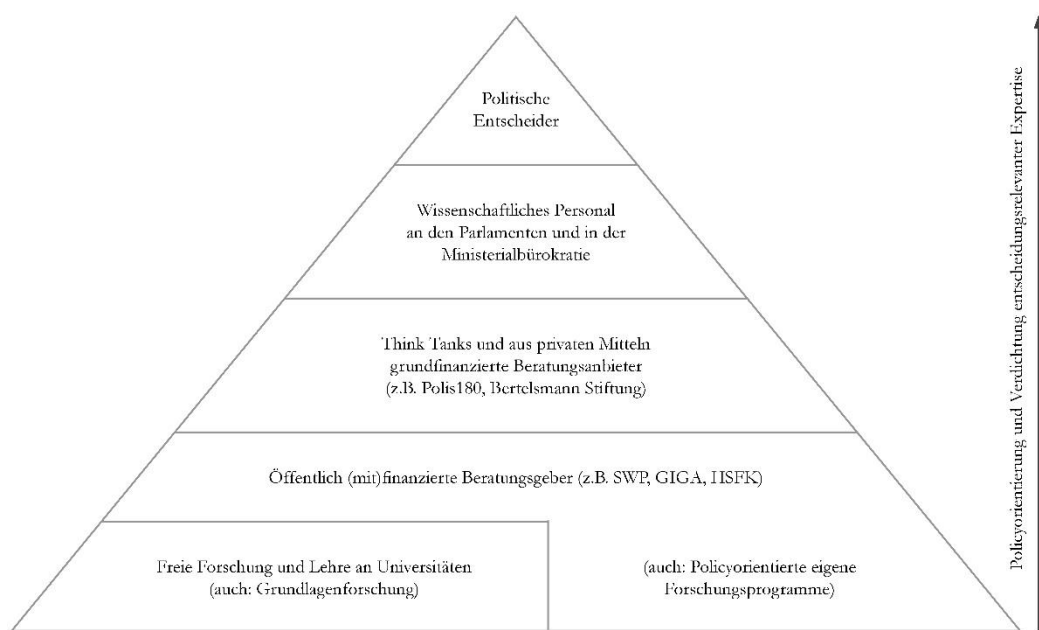 Politische
Entscheider
Wissenschaftliches Personal
an den Parlamenten und in der
Ministerialbürokratie
Think Tanks und aus privaten Mitteln
grundfinanzierte Beratungsanbieter
(z.B. Polis180, Bertelsmann Stiftung)
Öffentlich (mit)finanzierte Beratungsgeber (z.B. SWP, GIGA, HSFK)
Freie Forschung und Lehre an Universitäten
(auch: Grundlagenforschung)
(auch: Policyorientierte eigene
Forschungsprogramme)
Policyorientierung und Verdichtung entscheidungsrelevanter Expertise